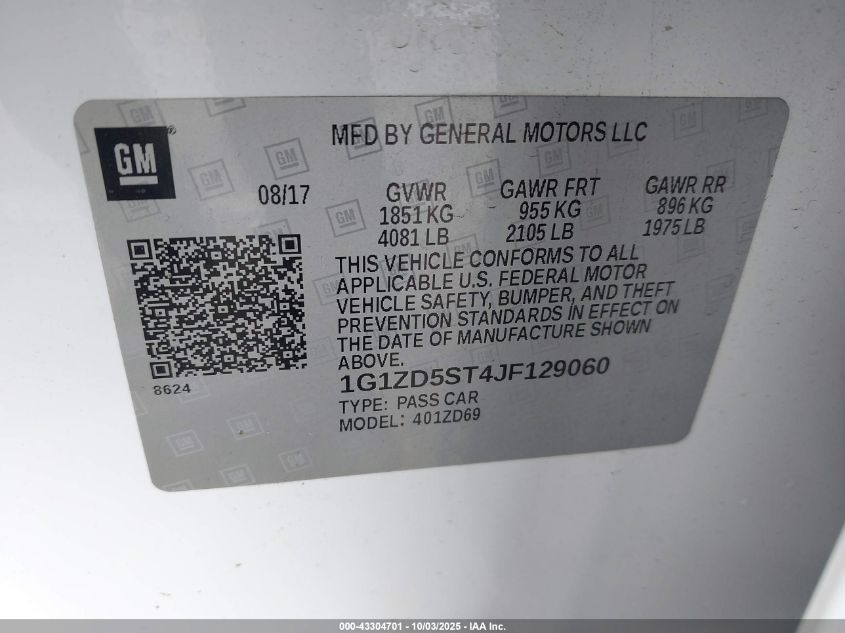 GM
MFD BY GENERAL MOTORS LLC
08/17
GVWR GAWR FRT GAWR RR
1851 KG 955 KG 896 KG
4081 LB 2105 LB 1975 LB
THIS VEHICLE CONFORMS TO ALL
APPLICABLE U.S. FEDERAL MOTOR
VEHICLE SAFETY, BUMPER, AND THEFT
PREVENTION STANDARDS IN EFFECT ON
THE DATE OF MANUFACTURE SHOWN
ABOVE.
8624
1G1ZD5ST4JF129060
TYPE: PASS CAR
MODEL: 401ZD69
000-43304701 - 10/03/2025 - IAA Inc.